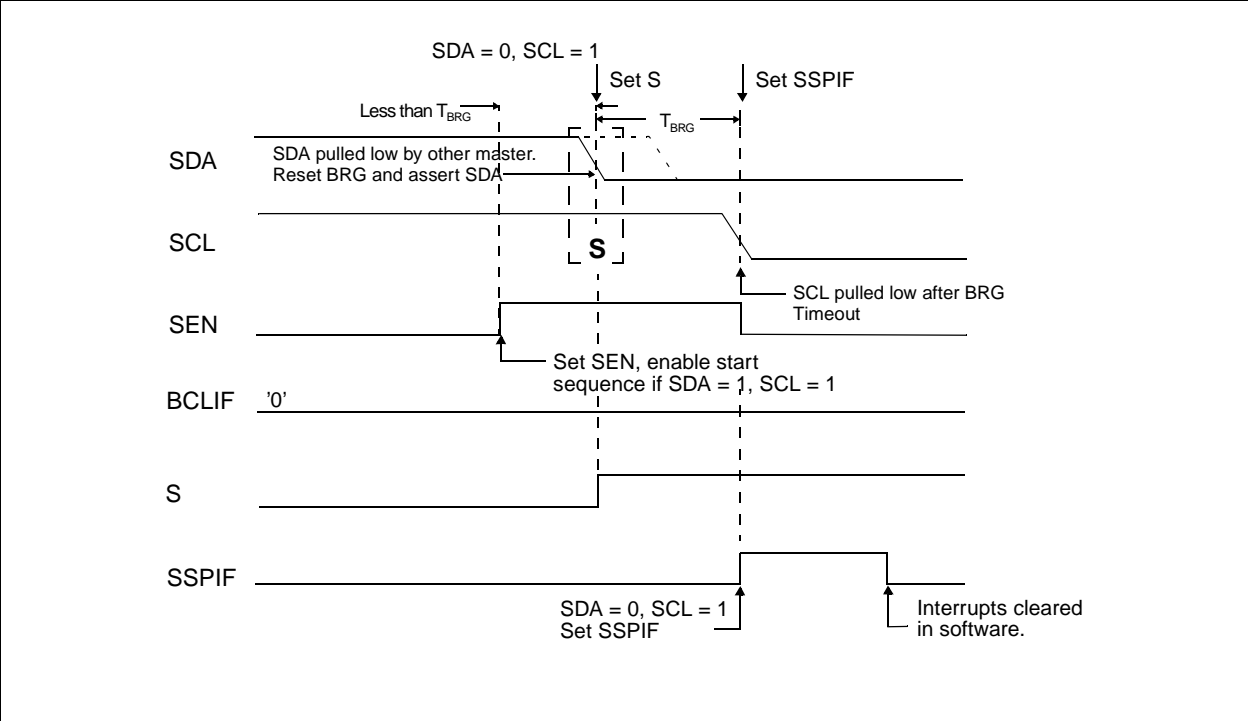 SDA = 0, SCL = 1
Set S
Set SSPIF
Less than TBRG
TBRG
SDA
SDA pulled low by other master.
Reset BRG and assert SDA
SCL
S
SCL pulled low after BRG
Timeout
SEN
Set SEN, enable start
sequence if SDA = 1, SCL = 1
BCLIF
'0'
S
SSPIF
SDA = 0, SCL = 1
Set SSPIF
Interrupts cleared
in software.